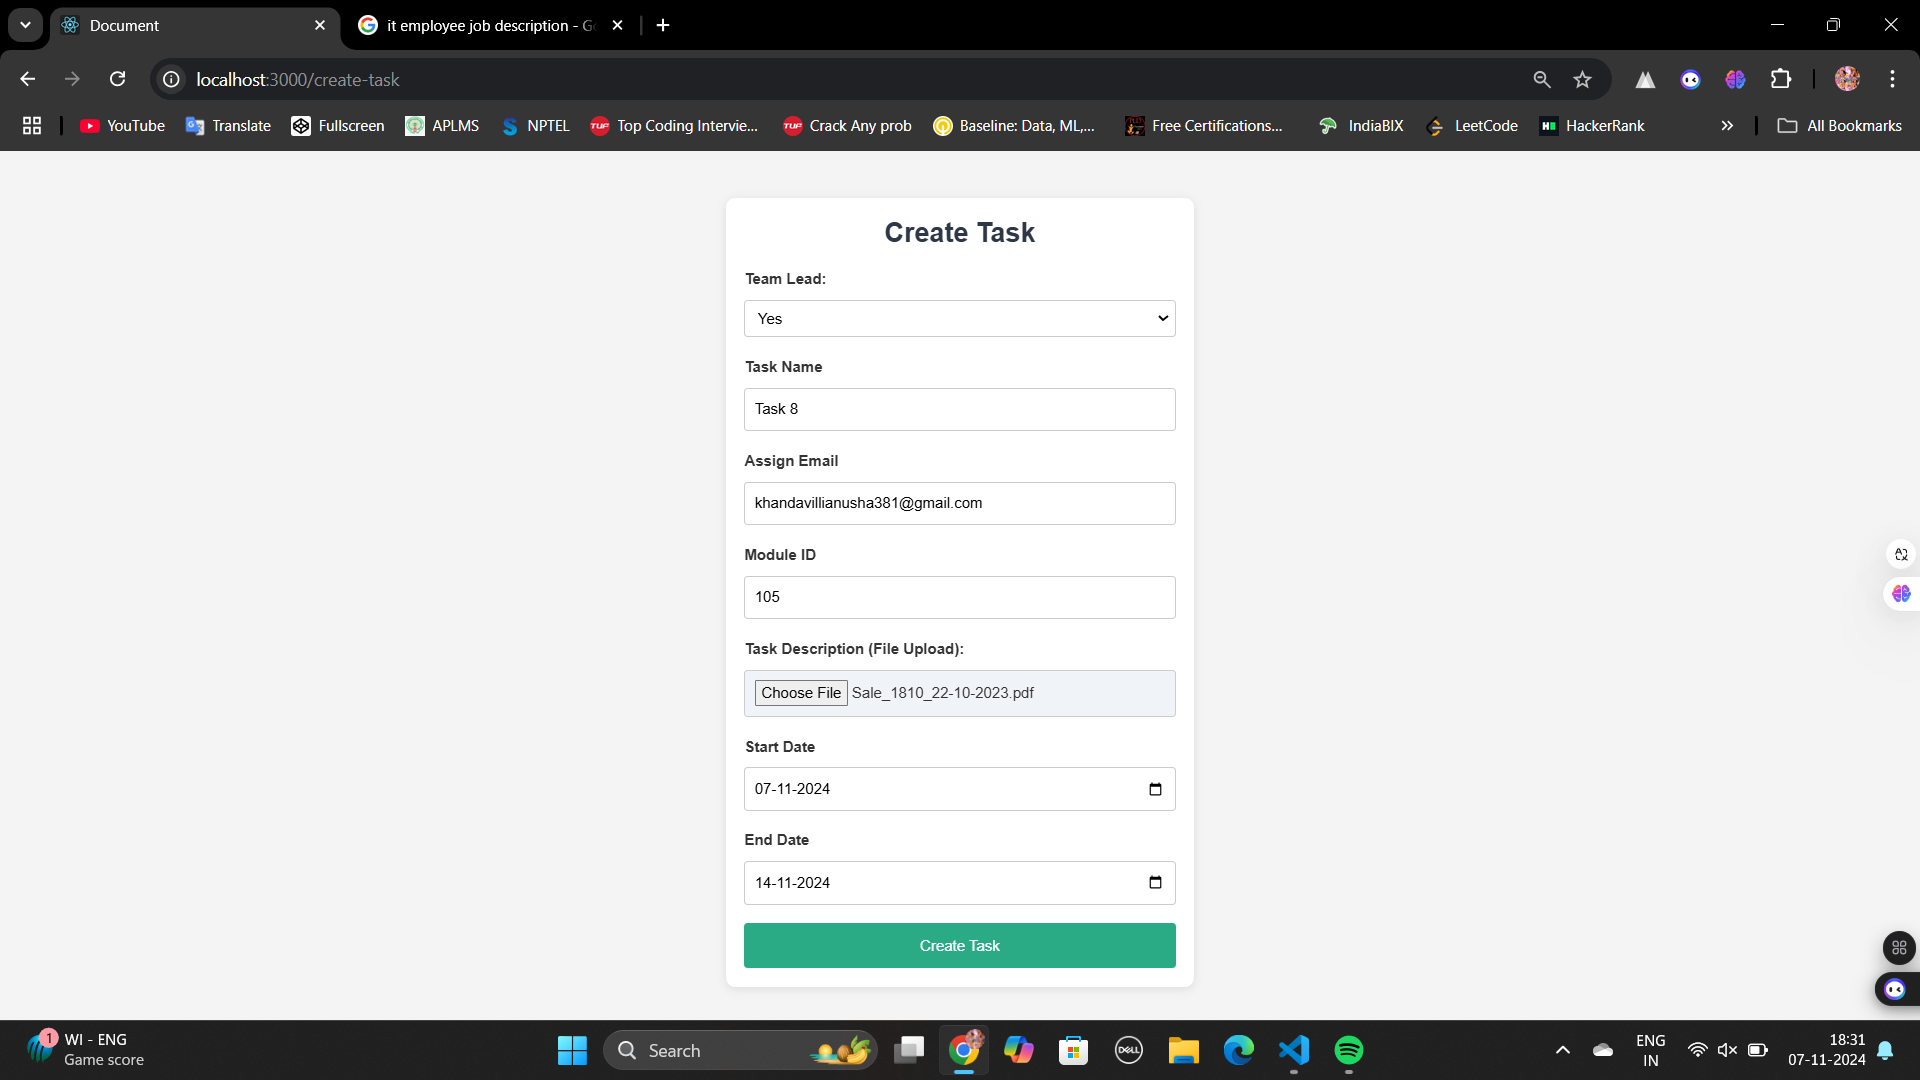 Document
it employee job description - G
localhost:3000/create-task
YouTube
Translate
Fullscreen
APLMS
NPTEL
TUP
Top Coding Intervie...
TUP
Crack Any prob
Baseline: Data, ML,...
Free Certifications...
IndiaBIX
LeetCode
HackerRank
All Bookmarks
Create Task
Team Lead:
Yes
Task Name
Task 8
Assign Email
khandavillianusha381@gmail.com
Module ID
105
Task Description (File Upload):
Choose File Sale_1810_22-10-2023.pdf
Start Date
07-11-2024
End Date
14-11-2024
Create Task
1
WI - ENG
Game score
Search
DELL
ENG
IN
18:31
07-11-2024